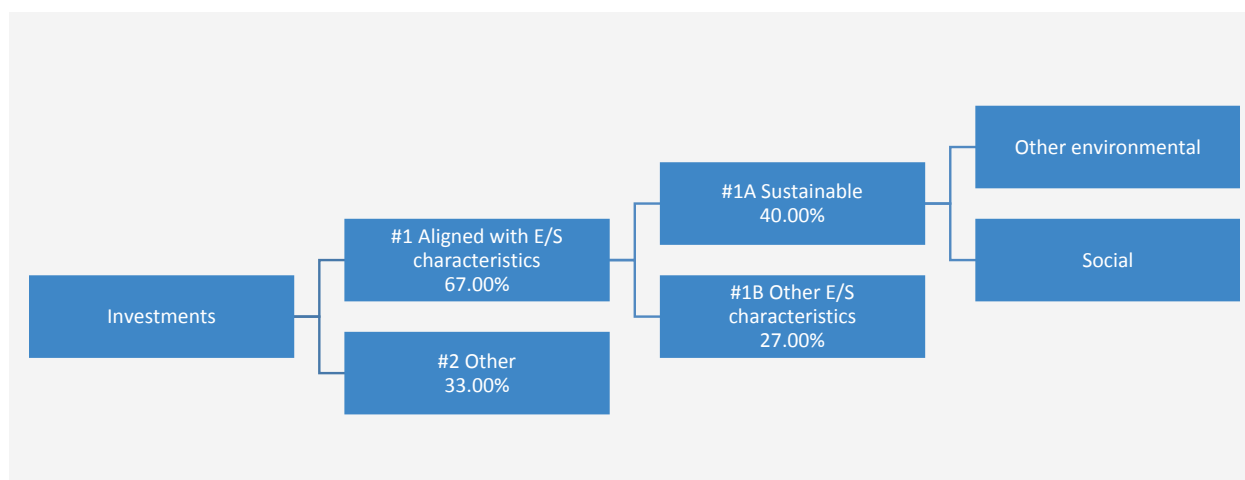 Investments
#1 Aligned with E/S
characteristics
67.00%
#2 Other
33.00%
#1A Sustainable
40.00%
#1B Other E/S
characteristics
27.00%
Other environmental
Social